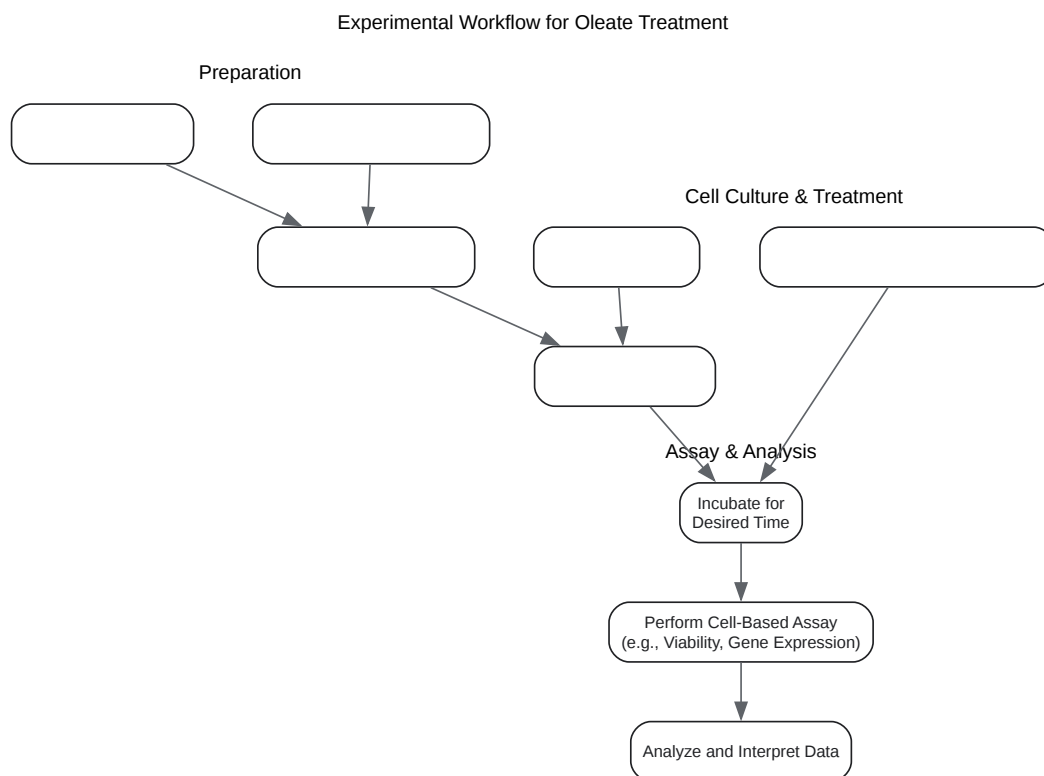 Experimental Workflow for Oleate Treatment
Preparation
Cell Culture & Treatment
Assay & Analysis
Incubate for
Desired Time
Perform Cell-Based Assay
(e.g., Viability, Gene Expression)
Analyze and Interpret Data